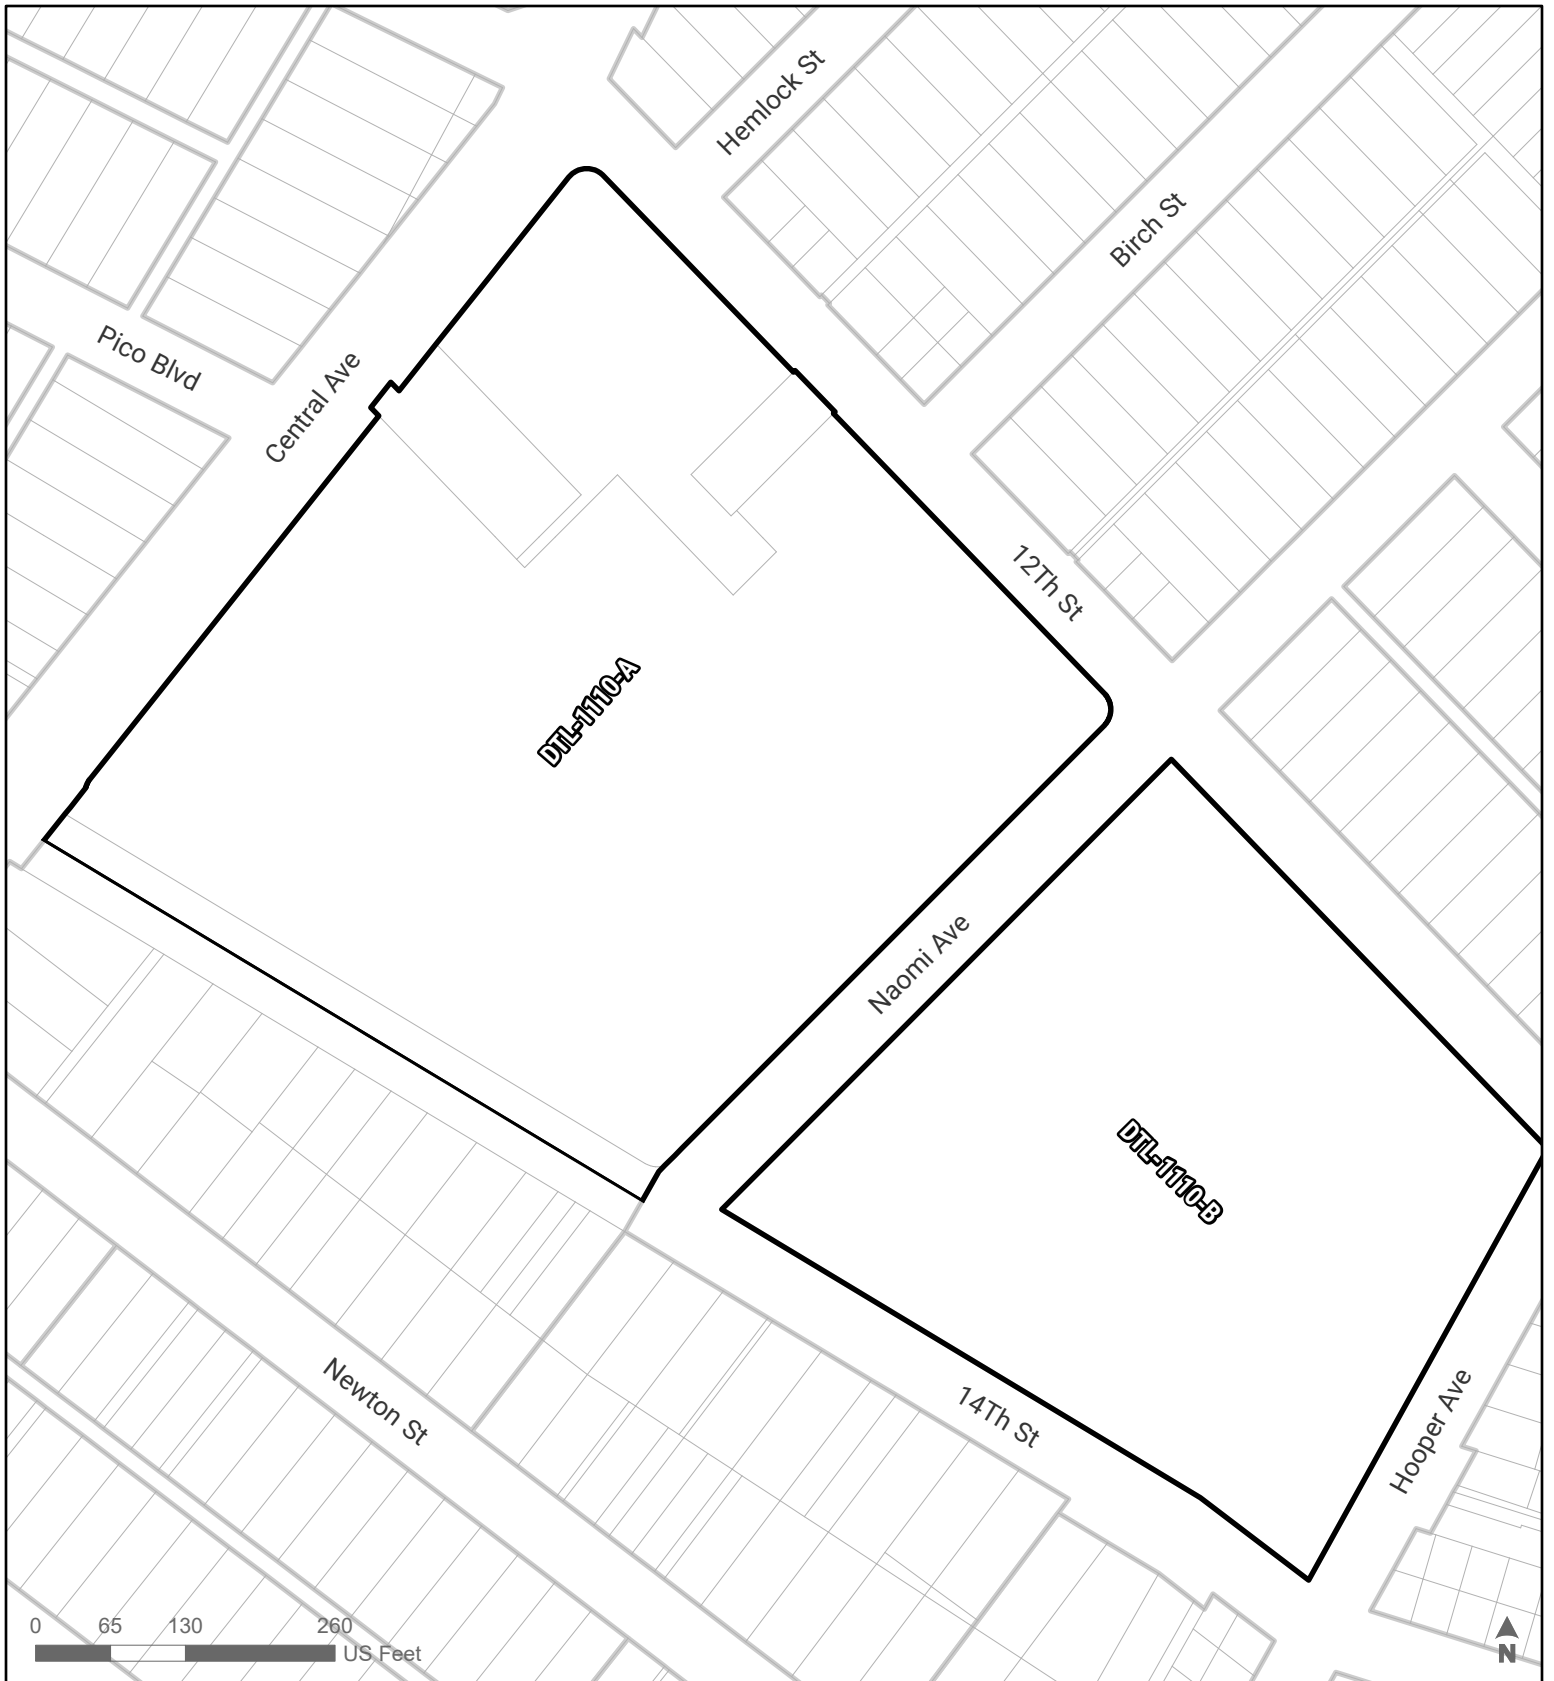 Hemlock St
Birch St
Pico Blvd
Central Ave
12Th St
DTL-1110-A
Naomi Ave
DTL-1110-B
Newton St
14Th St
Hooper Ave
0 65 130 260
US Feet
N